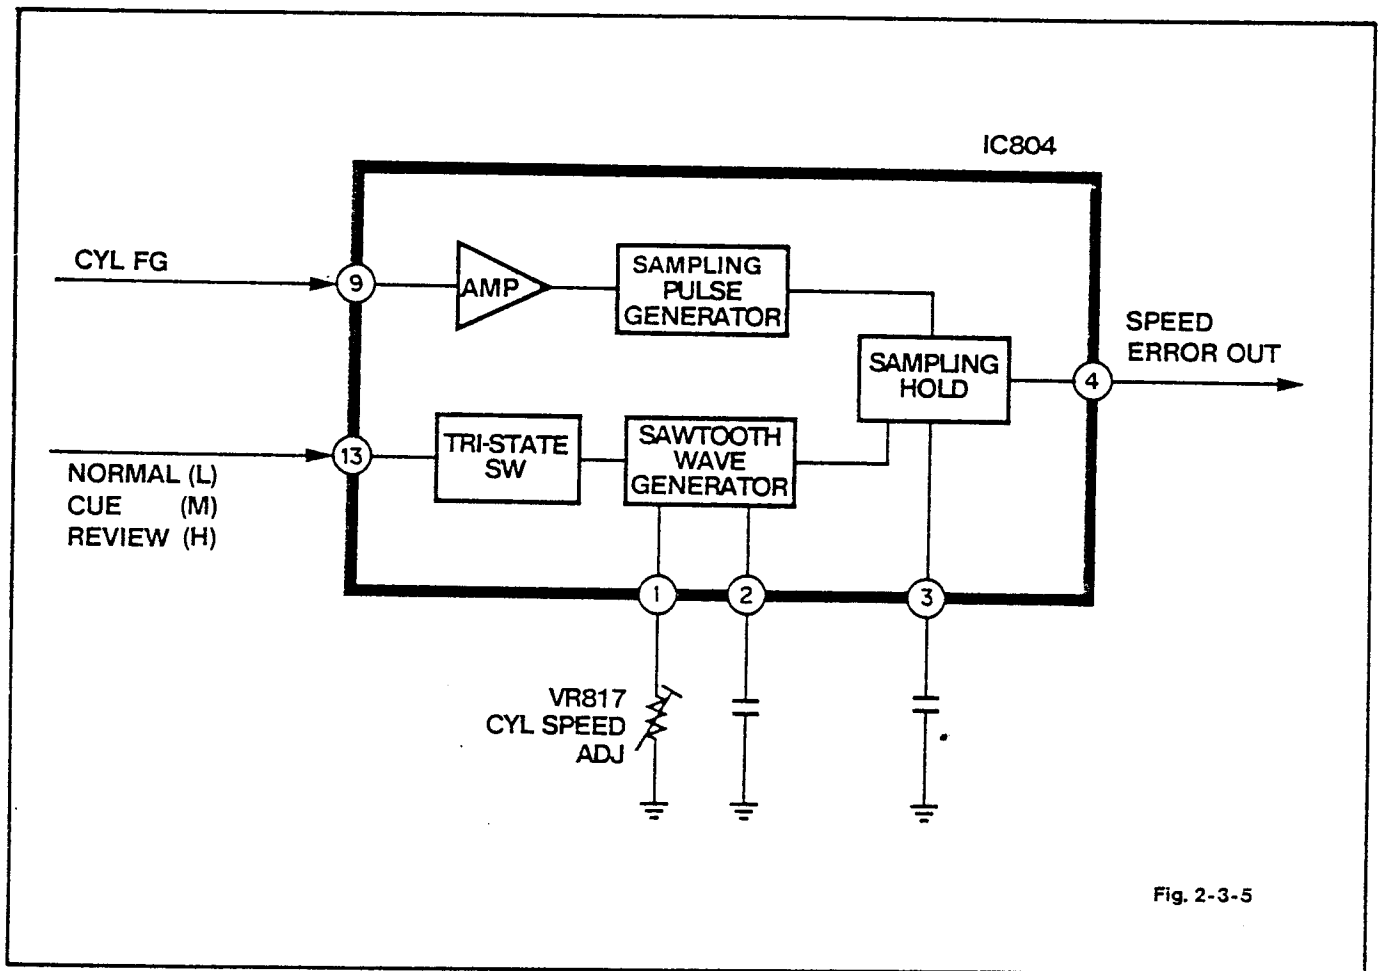 IC804
CYL FG
9
AMP
SAMPLING
PULSE
GENERATOR
SAMPLING
HOLD
4
SPEED
ERROR OUT
13
NORMAL (L)
CUE (M)
REVIEW (H)
TRI-STATE
SW
SAWTOOTH
WAVE
GENERATOR
1
2
3
VR817
CYL SPEED
ADJ
Fig. 2-3-5